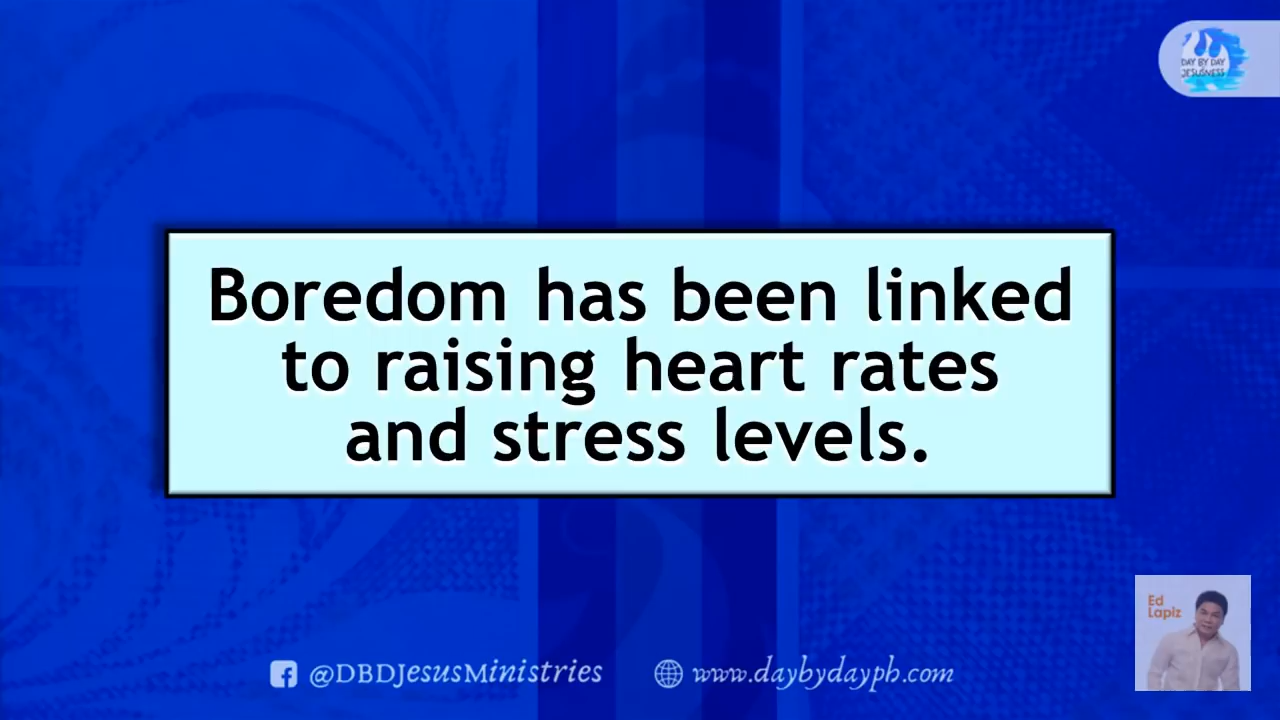 DAY BY DAY
JESUSNESS
Boredom has been linked
to raising heart rates
and stress levels.
Ed
Lapiz
@DBDJesusMinistries
www.daybydayph.com